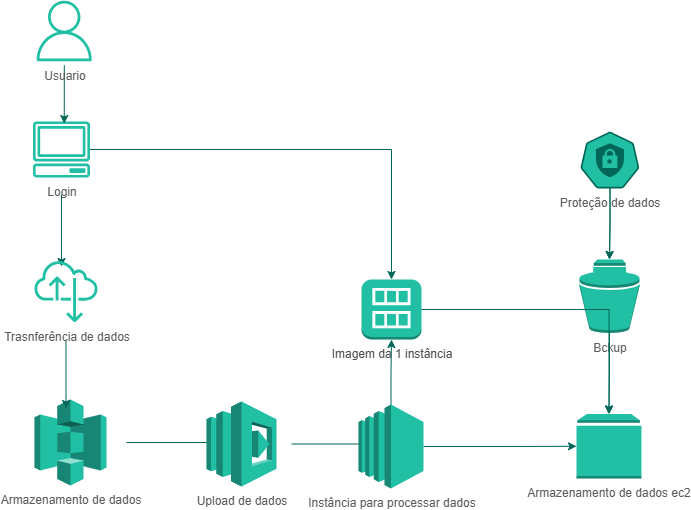 Usuario
Login
Proteção de dados
Trasnferência de dados
Imagem da 1 instância
Bckup
Armazenamento de dados
Upload de dados
Instância para processar dados
Armazenamento de dados ec2